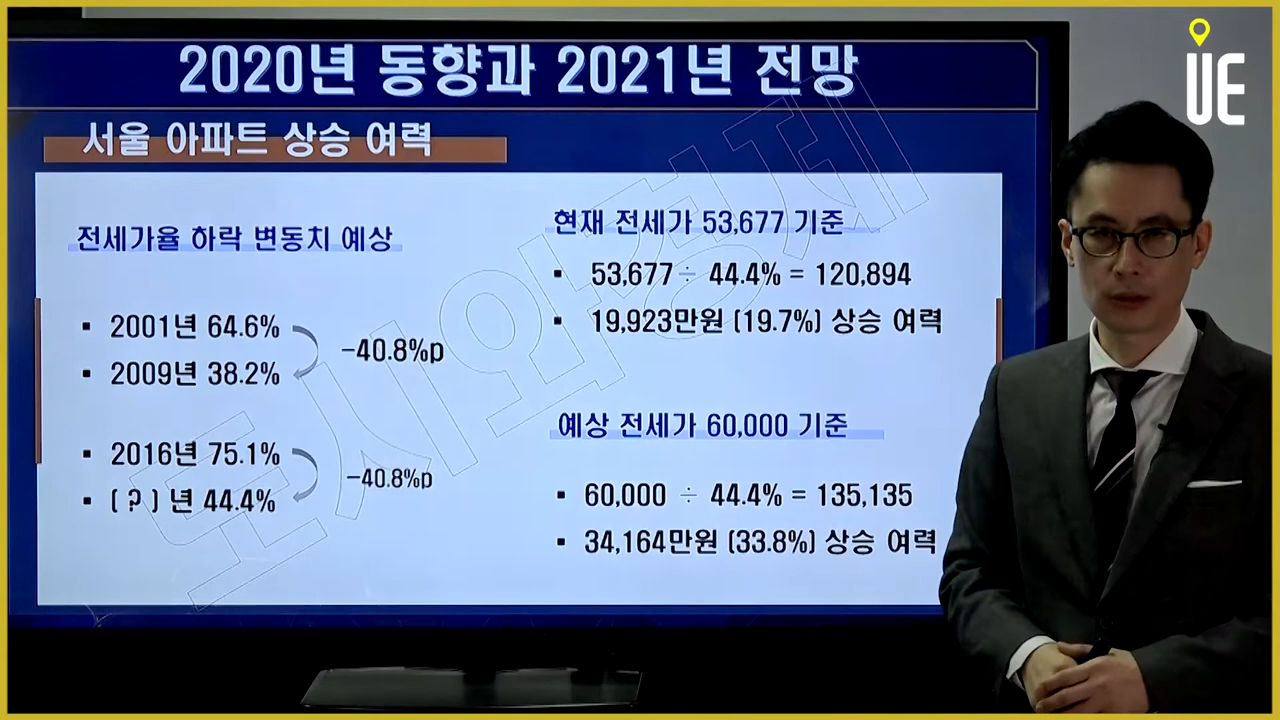 2020년 동향과 2021년 전망
UE
서울 아파트 상승 여력
전세가율 하락 변동치 예상
▪ 2001년 64.6%
▪ 2009년 38.2%
-40.8%p
▪ 2016년 75.1%
▪ ( ? ) 년 44.4%
-40.8%p
현재 전세가 53,677 기준
▪ 53,677 ÷ 44.4% = 120,894
▪ 19,923만원 (19.7%) 상승 여력
예상 전세가 60,000 기준
▪ 60,000 ÷ 44.4% = 135,135
▪ 34,164만원 (33.8%) 상승 여력
도시와경제